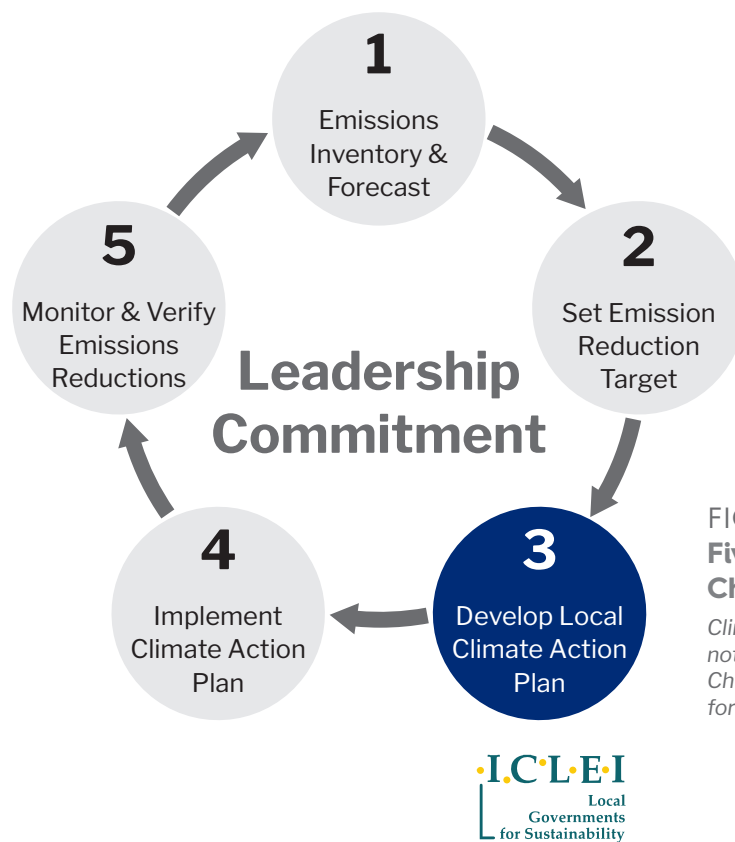 1
Emissions
Inventory &
Forecast
2
Set Emission
Reduction
Target
3
Develop Local
Climate Action
Plan
4
Implement
Climate Action
Plan
5
Monitor & Verify
Emissions
Reductions
Leadership
Commitment
I.C.L.E.I
Local
Governments
for Sustainability